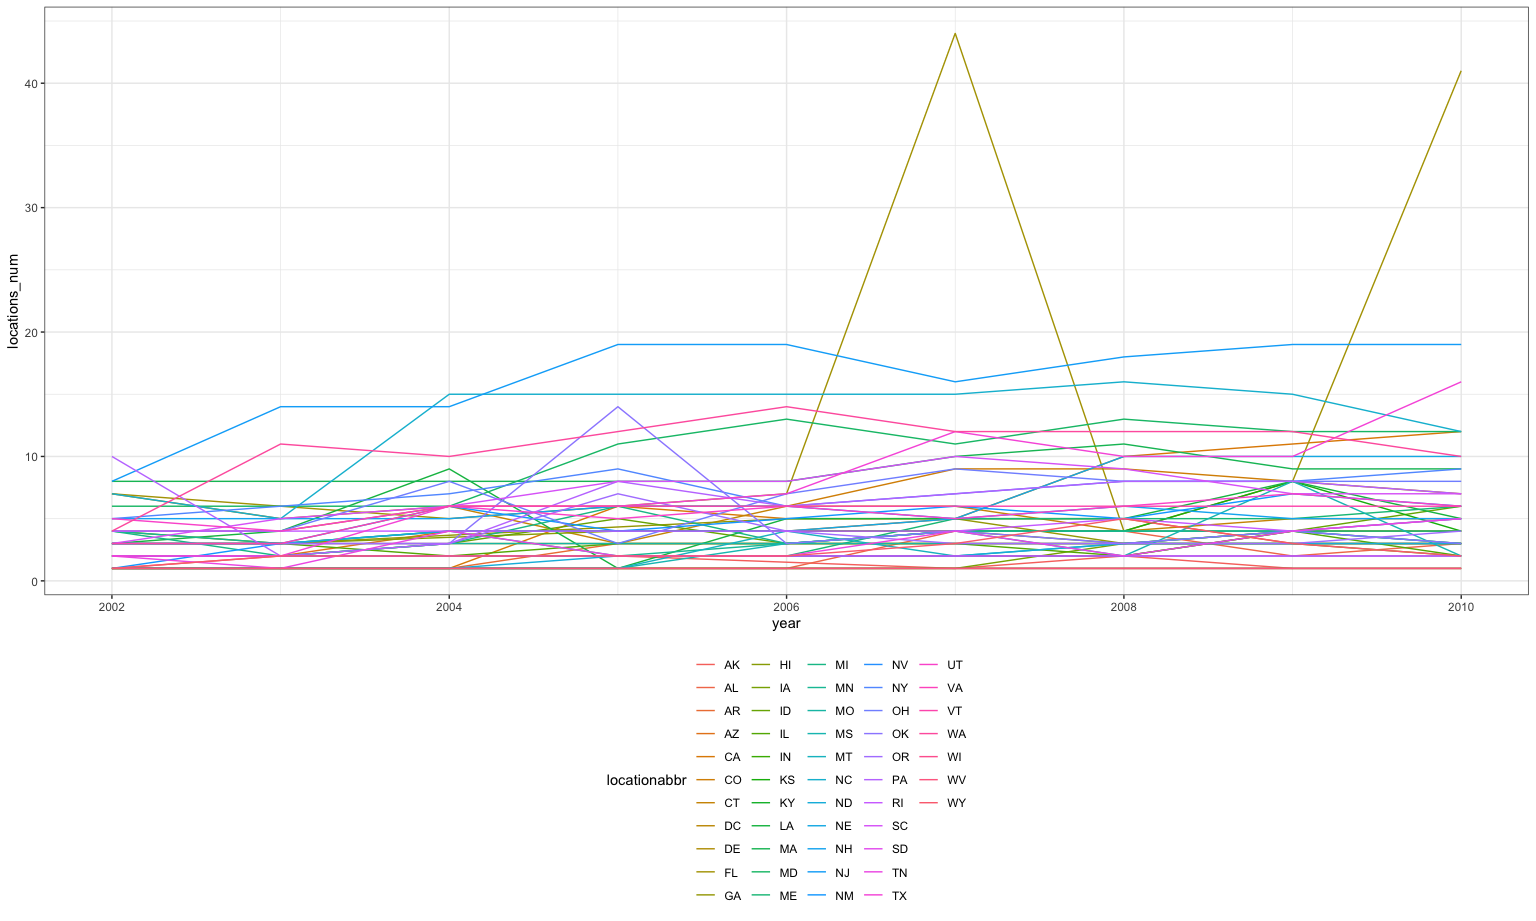 40
30
20
10
0
locations_num
2002 2004 2006 2008 2010
year
locationabbr
AK HI MI NV UT
AL IA MN NY VA
AR ID MO OH VT
AZ IL MS OK WA
CA IN MT OR WI
CO KS NC PA WV
CT KY ND RI WY
DC LA NE SC
DE MA NH SD
FL MD NJ TN
GA ME NM TX